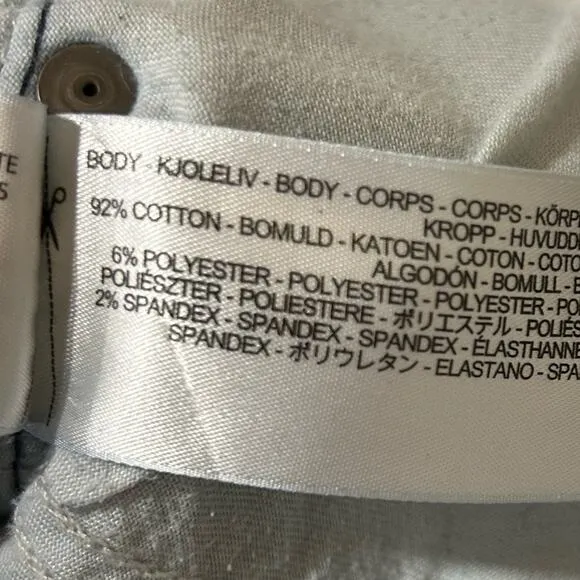 TE
S
BODY - KJOLELIV - BODY - CORPS - CORPS - KÖRPE
KROPP - HUVUDD
92% COTTON - BOMULD - KATOEN - COTON - COTO
ALGODÓN - BOMULL - B
6% POLYESTER - POLYESTER - POLYESTER - PO
POLIÉSZTER - POLIESTERE - ポリエステル - POLIÉS
2% SPANDEX - SPANDEX - SPANDEX - ÉLASTHANNE
SPANDEX - ポリウレタン - ELASTANO - SPA